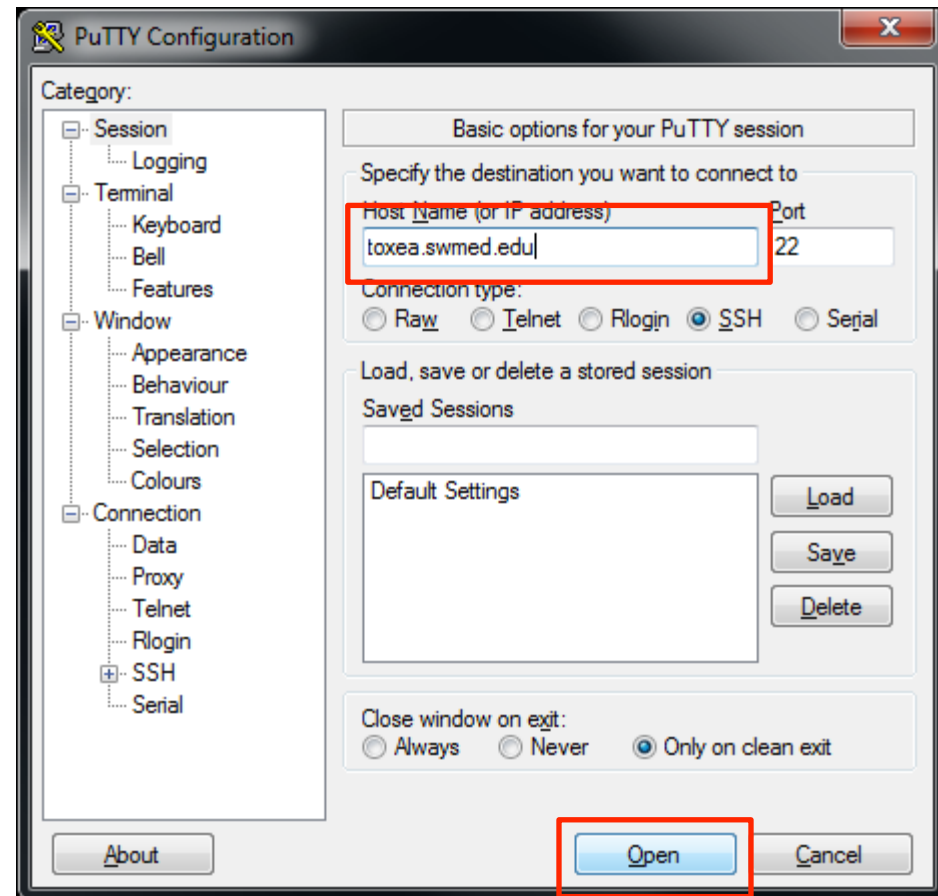 PuTTY Configuration
Category:
Session
Logging
Terminal
Keyboard
Bell
Features
Window
Appearance
Behaviour
Translation
Selection
Colours
Connection
Data
Proxy
Telnet
Rlogin
SSH
Serial
Basic options for your PuTTY session
Specify the destination you want to connect to
Host Name (or IP address) Port
toxea.swmed.edu 22
Connection type:
Raw Telnet Rlogin SSH Serial
Load, save or delete a stored session
Saved Sessions
Default Settings
Load
Save
Delete
Close window on exit:
Always Never Only on clean exit
About Open Cancel